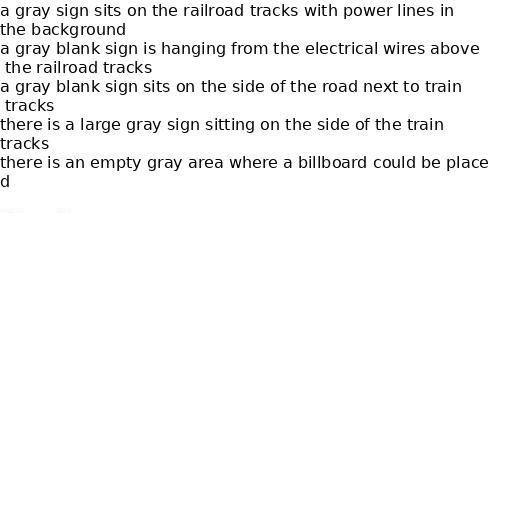 a gray sign sits on the railroad tracks with power lines in
the background
a gray blank sign is hanging from the electrical wires above
the railroad tracks
a gray blank sign sits on the side of the road next to train
tracks
there is a large gray sign sitting on the side of the train
tracks
there is an empty gray area where a billboard could be place
d